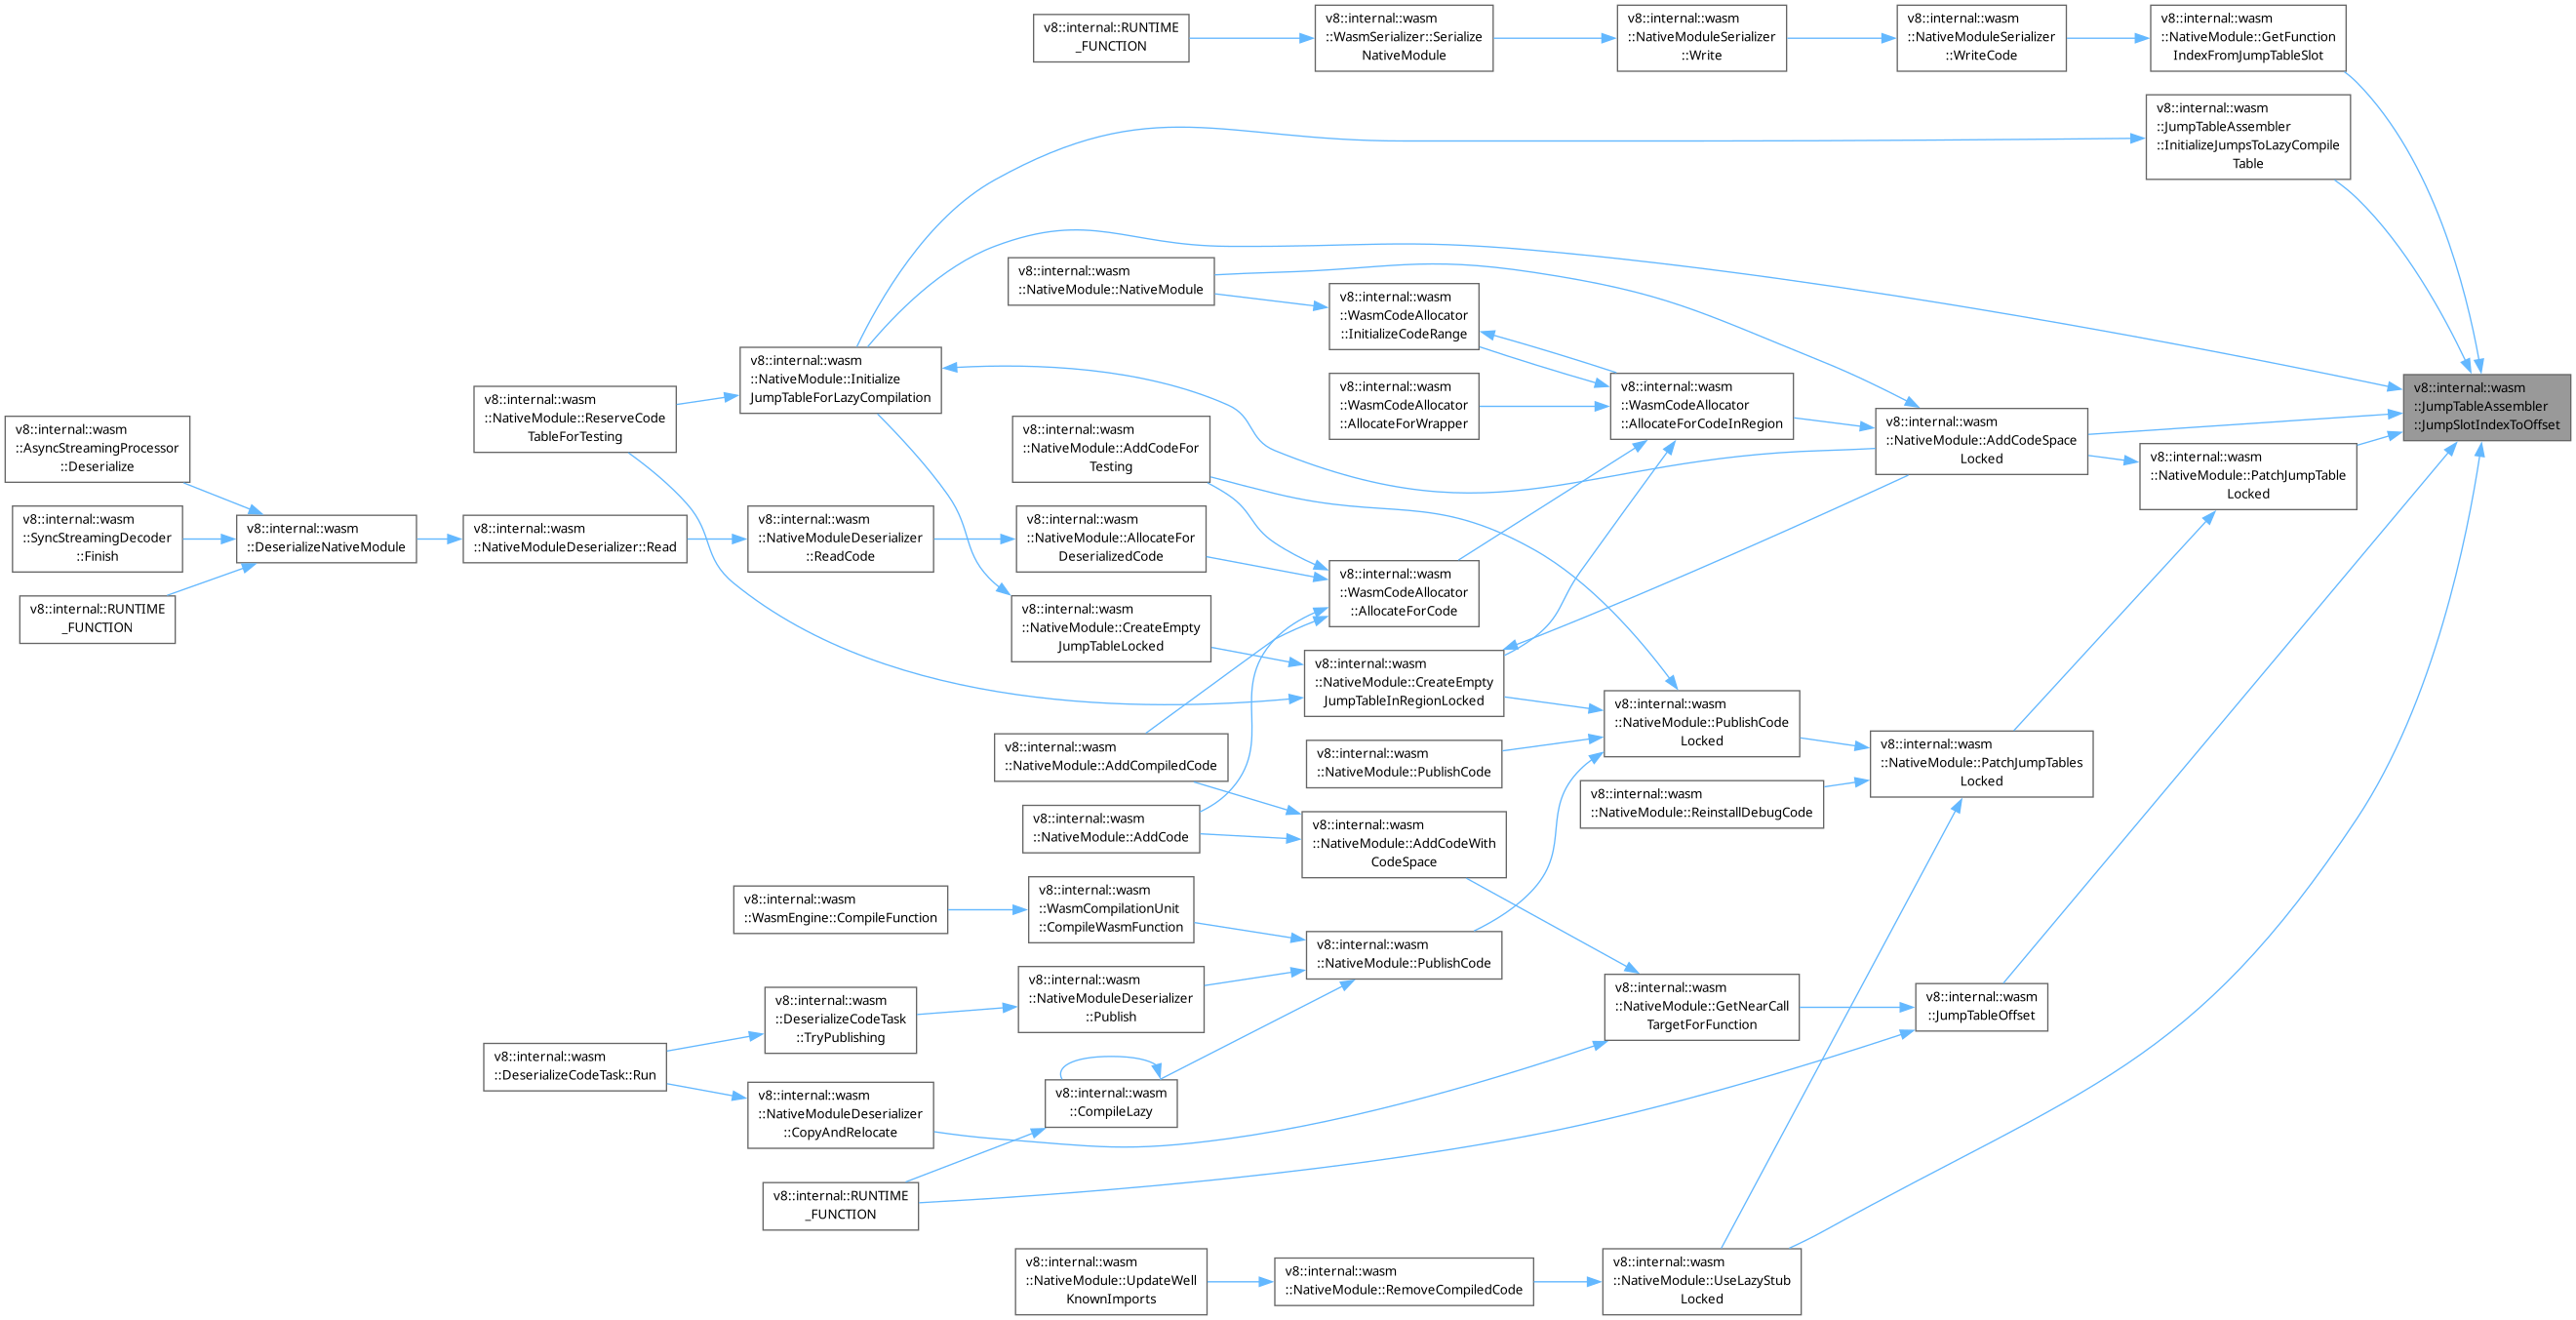 v8::internal::RUNTIME
_FUNCTION
v8::internal::wasm
::WasmSerializer::Serialize
NativeModule
v8::internal::wasm
::NativeModuleSerializer
::Write
v8::internal::wasm
::NativeModuleSerializer
::WriteCode
v8::internal::wasm
::NativeModule::GetFunction
IndexFromJumpTableSlot
v8::internal::wasm
::JumpTableAssembler
::InitializeJumpsToLazyCompile
Table
v8::internal::wasm
::NativeModule::NativeModule
v8::internal::wasm
::WasmCodeAllocator
::InitializeCodeRange
v8::internal::wasm
::NativeModule::Initialize
JumpTableForLazyCompilation
v8::internal::wasm
::WasmCodeAllocator
::AllocateForWrapper
v8::internal::wasm
::WasmCodeAllocator
::AllocateForCodeInRegion
v8::internal::wasm
::JumpTableAssembler
::JumpSlotIndexToOffset
v8::internal::wasm
::NativeModule::ReserveCode
TableForTesting
v8::internal::wasm
::NativeModule::AddCodeSpace
Locked
v8::internal::wasm
::AsyncStreamingProcessor
::Deserialize
v8::internal::wasm
::NativeModule::AddCodeFor
Testing
v8::internal::wasm
::NativeModule::PatchJumpTable
Locked
v8::internal::wasm
::SyncStreamingDecoder
::Finish
v8::internal::wasm
::DeserializeNativeModule
v8::internal::wasm
::NativeModuleDeserializer::Read
v8::internal::wasm
::NativeModuleDeserializer
::ReadCode
v8::internal::wasm
::NativeModule::AllocateFor
DeserializedCode
v8::internal::wasm
::WasmCodeAllocator
::AllocateForCode
v8::internal::RUNTIME
_FUNCTION
v8::internal::wasm
::NativeModule::CreateEmpty
JumpTableLocked
v8::internal::wasm
::NativeModule::CreateEmpty
JumpTableInRegionLocked
v8::internal::wasm
::NativeModule::PublishCode
Locked
v8::internal::wasm
::NativeModule::AddCompiledCode
v8::internal::wasm
::NativeModule::PublishCode
v8::internal::wasm
::NativeModule::PatchJumpTables
Locked
v8::internal::wasm
::NativeModule::ReinstallDebugCode
v8::internal::wasm
::NativeModule::AddCode
v8::internal::wasm
::NativeModule::AddCodeWith
CodeSpace
v8::internal::wasm
::WasmEngine::CompileFunction
v8::internal::wasm
::WasmCompilationUnit
::CompileWasmFunction
v8::internal::wasm
::NativeModule::PublishCode
v8::internal::wasm
::NativeModuleDeserializer
::Publish
v8::internal::wasm
::NativeModule::GetNearCall
TargetForFunction
v8::internal::wasm
::JumpTableOffset
v8::internal::wasm
::DeserializeCodeTask
::TryPublishing
v8::internal::wasm
::DeserializeCodeTask::Run
v8::internal::wasm
::NativeModuleDeserializer
::CopyAndRelocate
v8::internal::wasm
::CompileLazy
v8::internal::RUNTIME
_FUNCTION
v8::internal::wasm
::NativeModule::UpdateWell
KnownImports
v8::internal::wasm
::NativeModule::RemoveCompiledCode
v8::internal::wasm
::NativeModule::UseLazyStub
Locked